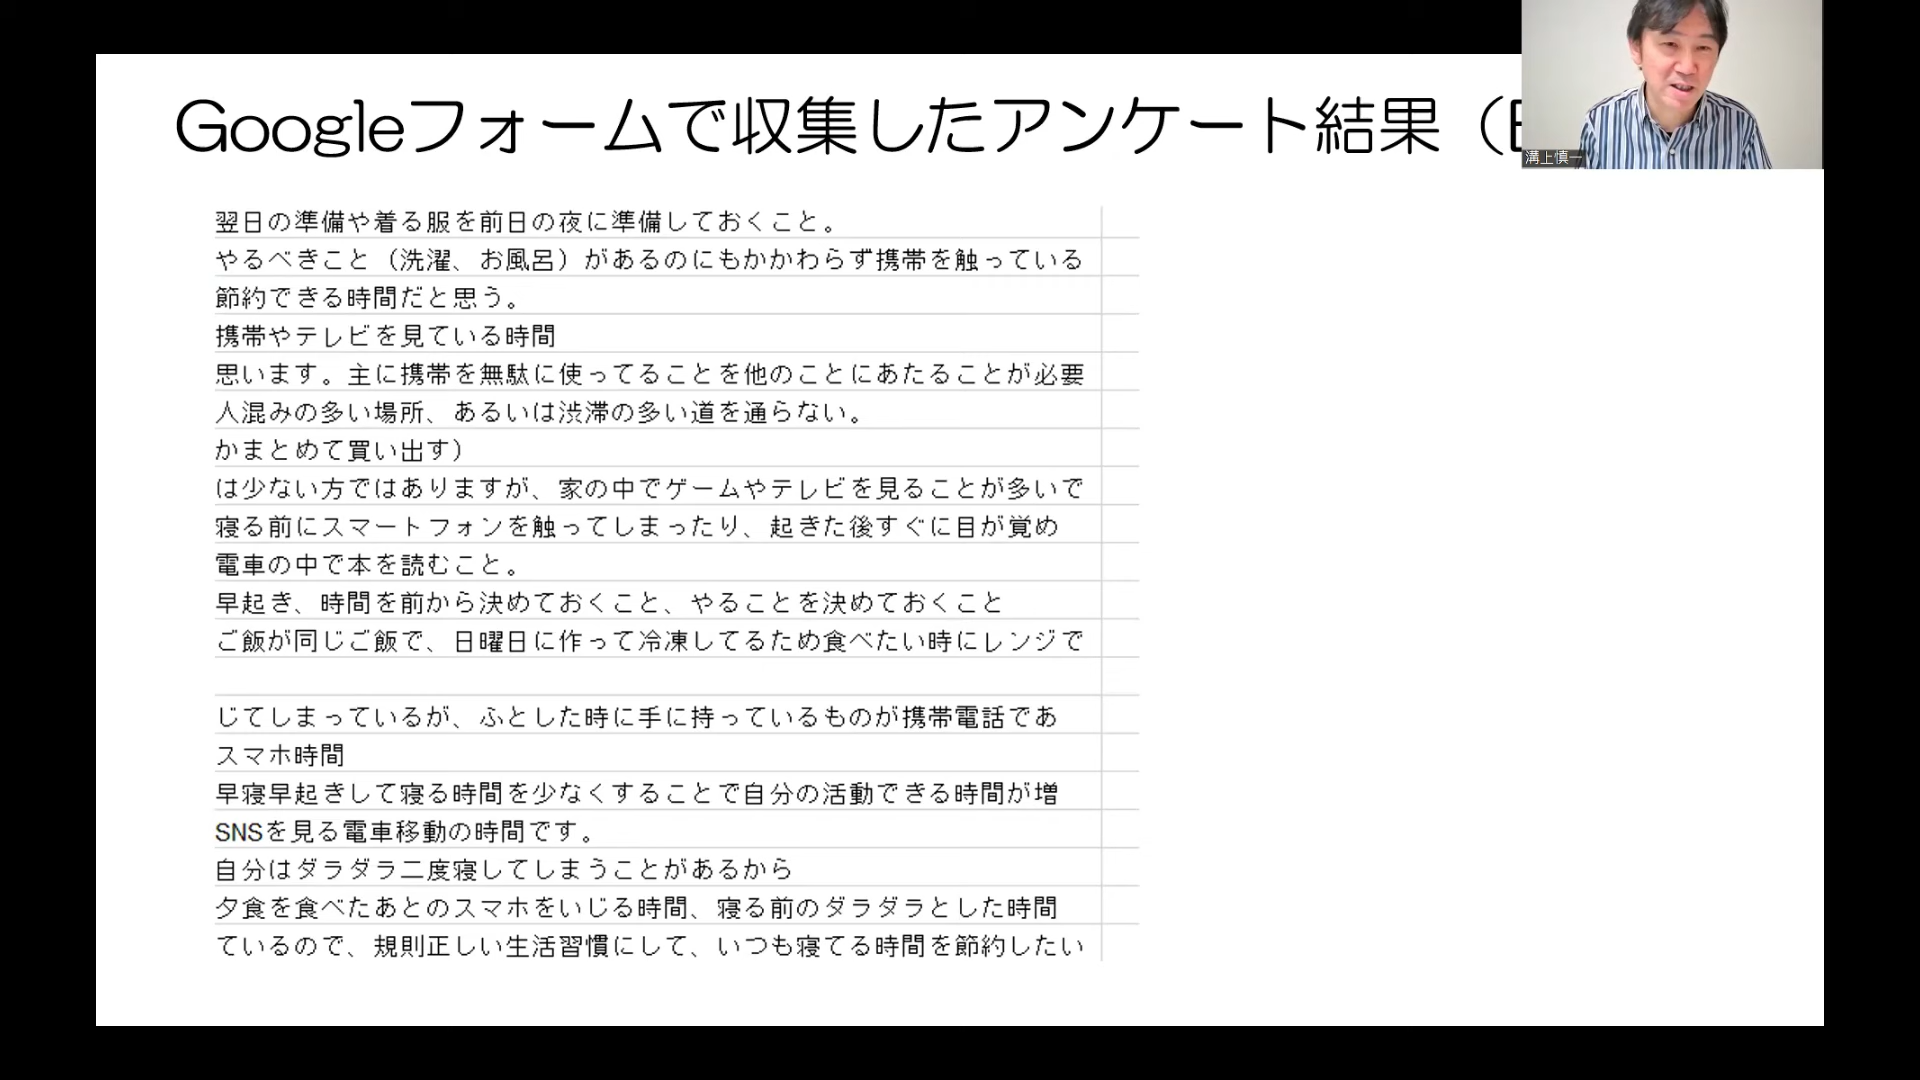 Googleフォームで収集したアンケート結果（
溝上慎一
翌日の準備や着る服を前日の夜に準備しておくこと。
やるべきこと（洗濯、お風呂）があるのにもかかわらず携帯を触っている
節約できる時間だと思う。
携帯やテレビを見ている時間
思います。主に携帯を無駄に使ってることを他のことにあたることが必要
人混みの多い場所、あるいは渋滞の多い道を通らない。
かまとめて買い出す）
は少ない方ではありますが、家の中でゲームやテレビを見ることが多いで
寝る前にスマートフォンを触ってしまったり、起きた後すぐに目が覚め
電車の中で本を読むこと。
早起き、時間を前から決めておくこと、やることを決めておくこと
ご飯が同じご飯で、日曜日に作って冷凍してるため食べたい時にレンジで
じてしまっているが、ふとした時に手に持っているものが携帯電話であ
スマホ時間
早寝早起きして寝る時間を少なくすることで自分の活動できる時間が増
SNSを見る電車移動の時間です。
自分はダラダラ二度寝してしまうことがあるから
夕食を食べたあとのスマホをいじる時間、寝る前のダラダラとした時間
ているので、規則正しい生活習慣にして、いつも寝てる時間を節約したい